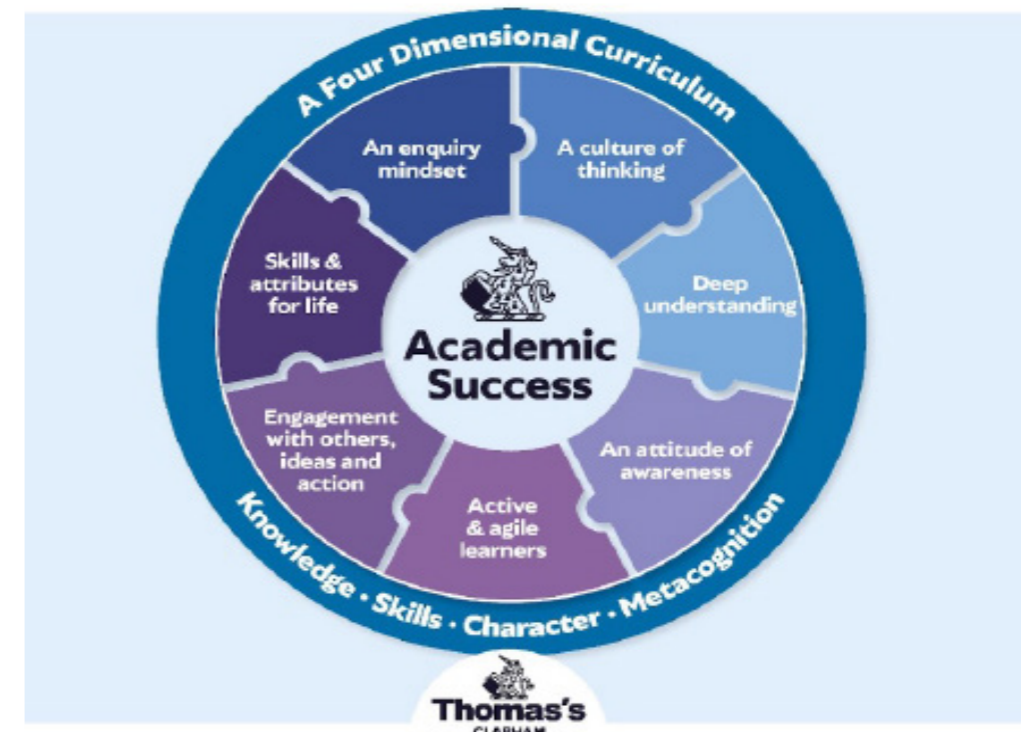 A Four Dimensional Curriculum
An enquiry
mindset
A culture of
thinking
Skills &
attributes
for life
Deep
understanding
Academic
Success
Engagement
with others,
ideas and
action
An attitude of
awareness
Active
& agile
learners
Knowledge · Skills · Character · Metacognition
Thomas's
CLAPHAM